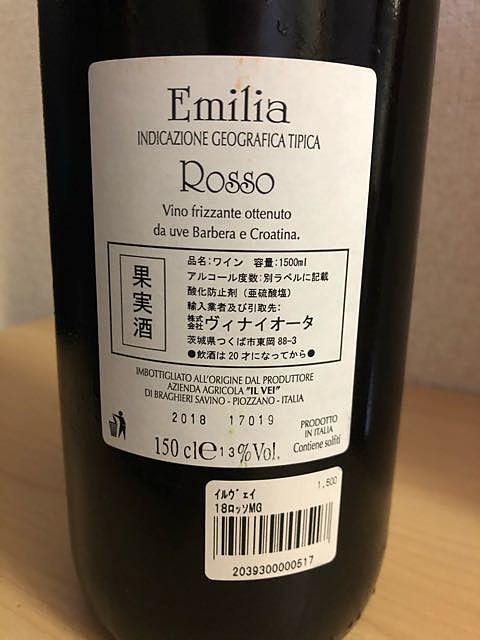 Emilia
INDICAZIONE GEOGRAFICA TIPICA
Rosso
Vino frizzante ottenuto
da uve Barbera e Croatina.
果実酒
品名:ワイン 容量:1500ml
アルコール度数:別ラベルに記載
酸化防止剤(亜硫酸塩)
輸入業者及び引取先:
株式会社ヴィナイオータ
茨城県つくば市東岡 88-3
●飲酒は20才になってから●
IMBOTTIGLIATO ALL'ORIGINE DAL PRODUTTORE
AZIENDA AGRICOLA "IL VEI"
DI BRAGHIERI SAVINO - PIOZZANO - ITALIA
2018 17019
PRODOTTO
IN ITALIA
Contiene solfiti
150 cl e 13%Vol.
イルヴェイ 1,500
18ロッソMG
2039300000517